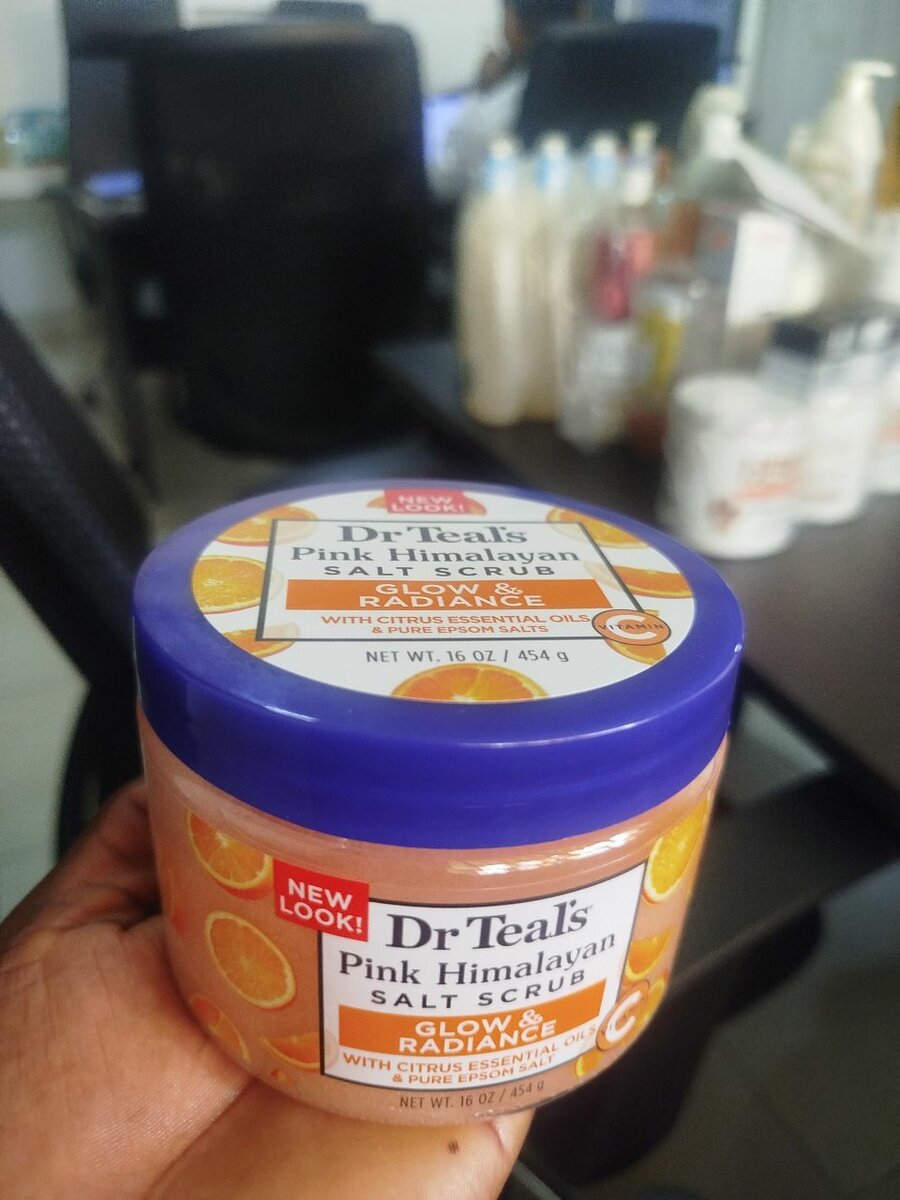 NEW
LOOK!
Dr Teal's
Pink Himalayan
SALT SCRUB
GLOW &
RADIANCE
WITH CITRUS ESSENTIAL OILS
& PURE EPSOM SALTS
VITAMIN
C
NET WT. 16 OZ / 454 g
NEW
LOOK!
Dr Teal's
Pink Himalayan
SALT SCRUB
GLOW &
RADIANCE
WITH CITRUS ESSENTIAL OILS
& PURE EPSOM SALT
C
NET WT. 16 OZ / 454 g